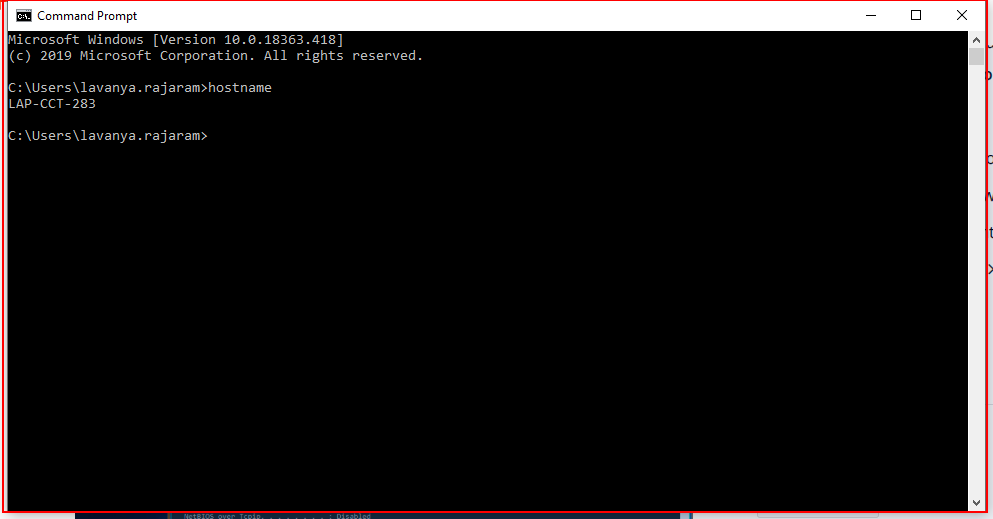 Command Prompt
Microsoft Windows [Version 10.0.18363.418]
(c) 2019 Microsoft Corporation. All rights reserved.
C:\Users\lavanya.rajaram>hostname
LAP-CCT-283
C:\Users\lavanya.rajaram>
NetBIOS over Tcpip. . . . . . . . : Disabled